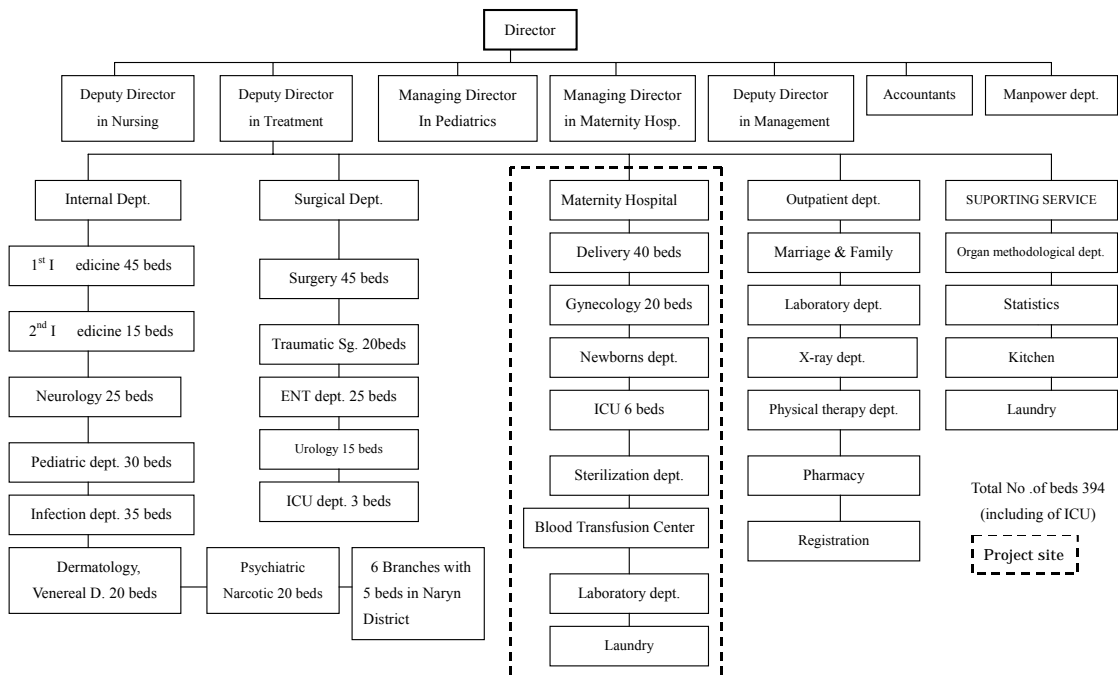 Director
Deputy Director
in Nursing
Deputy Director
in Treatment
Managing Director
In Pediatrics
Managing Director
in Maternity Hosp.
Deputy Director
in Management
Accountants
Manpower dept.
Internal Dept.
1st I edicine 45 beds
2nd I edicine 15 beds
Neurology 25 beds
Pediatric dept. 30 beds
Infection dept. 35 beds
Dermatology,
Venereal D. 20 beds
Psychiatric
Narcotic 20 beds
6 Branches with
5 beds in Naryn
District
Surgical Dept.
Surgery 45 beds
Traumatic Sg. 20beds
ENT dept. 25 beds
Urology 15 beds
ICU dept. 3 beds
Maternity Hospital
Delivery 40 beds
Gynecology 20 beds
Newborns dept.
ICU 6 beds
Sterilization dept.
Blood Transfusion Center
Laboratory dept.
Laundry
Outpatient dept.
Marriage & Family
Laboratory dept.
X-ray dept.
Physical therapy dept.
Pharmacy
Registration
SUPORTING SERVICE
Organ methodological dept.
Statistics
Kitchen
Laundry
Total No .of beds 394
(including of ICU)
Project site